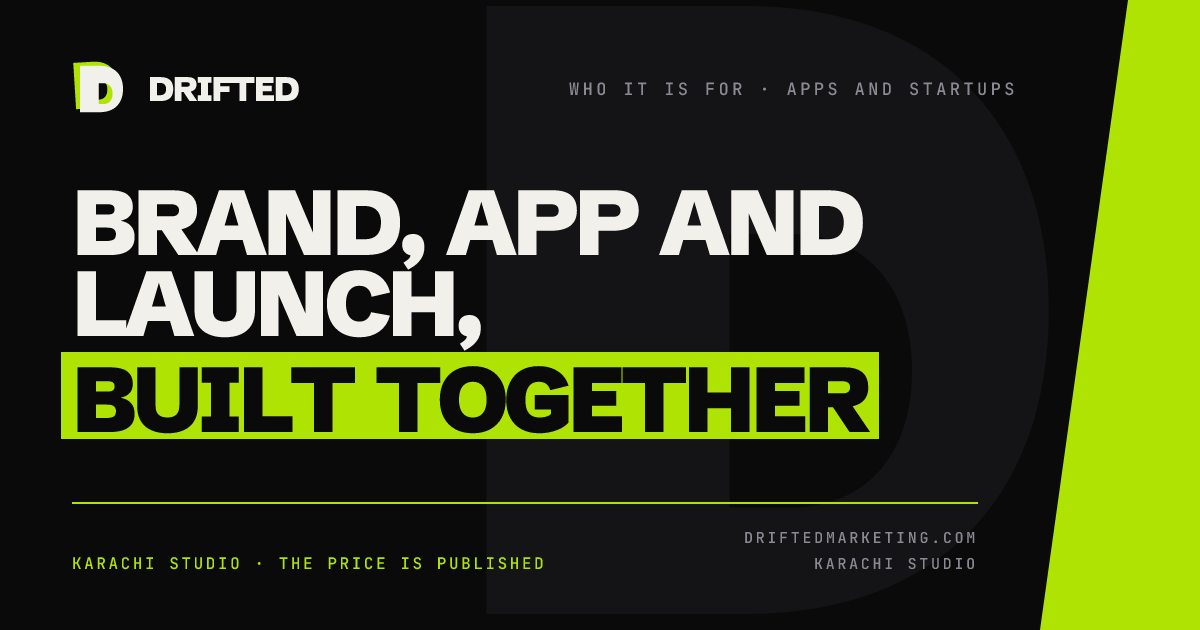 DRIFTED
WHO IT IS FOR · APPS AND STARTUPS
BRAND, APP AND
LAUNCH,
BUILT TOGETHER
DRIFTEDMARKETING.COM
KARACHI STUDIO · THE PRICE IS PUBLISHED
KARACHI STUDIO